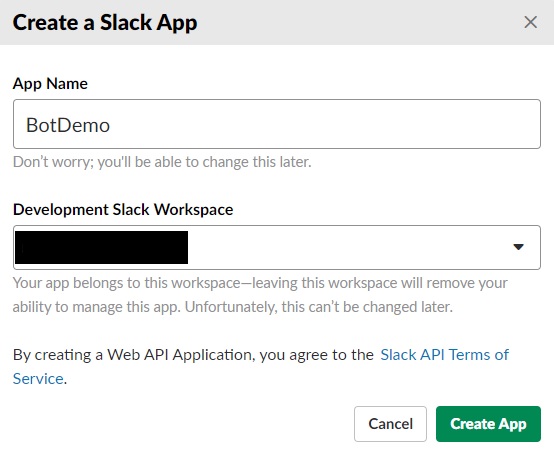 Create a Slack App
App Name
BotDemo
Don't worry; you'll be able to change this later.
Development Slack Workspace
Your app belongs to this workspace—leaving this workspace will remove your
ability to manage this app. Unfortunately, this can't be changed later.
By creating a Web API Application, you agree to the Slack API Terms of
Service.
Cancel Create App